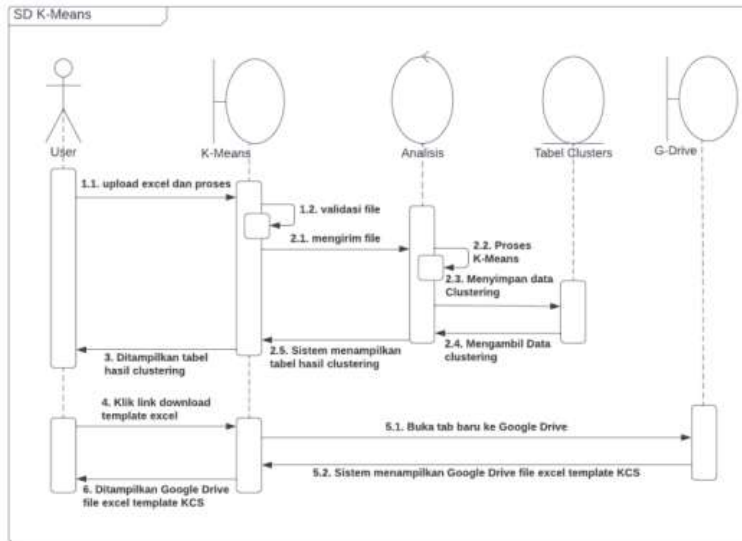 SD K-Means
User
K-Means
Analisis
Tabel Clusters
G-Drive
1.1. upload excel dan proses
1.2. validasi file
2.1. mengirim file
2.2. Proses
K-Means
2.3. Menyimpan data
Clustering
2.4. Mengambil Data
clustering
2.5. Sistem menampilkan
tabel hasil clustering
3. Ditampilkan tabel
hasil clustering
4. Klik link download
template excel
5.1. Buka tab baru ke Google Drive
5.2. Sistem menampilkan Google Drive file excel template KCS
6. Ditampilkan Google Drive
file excel template KCS